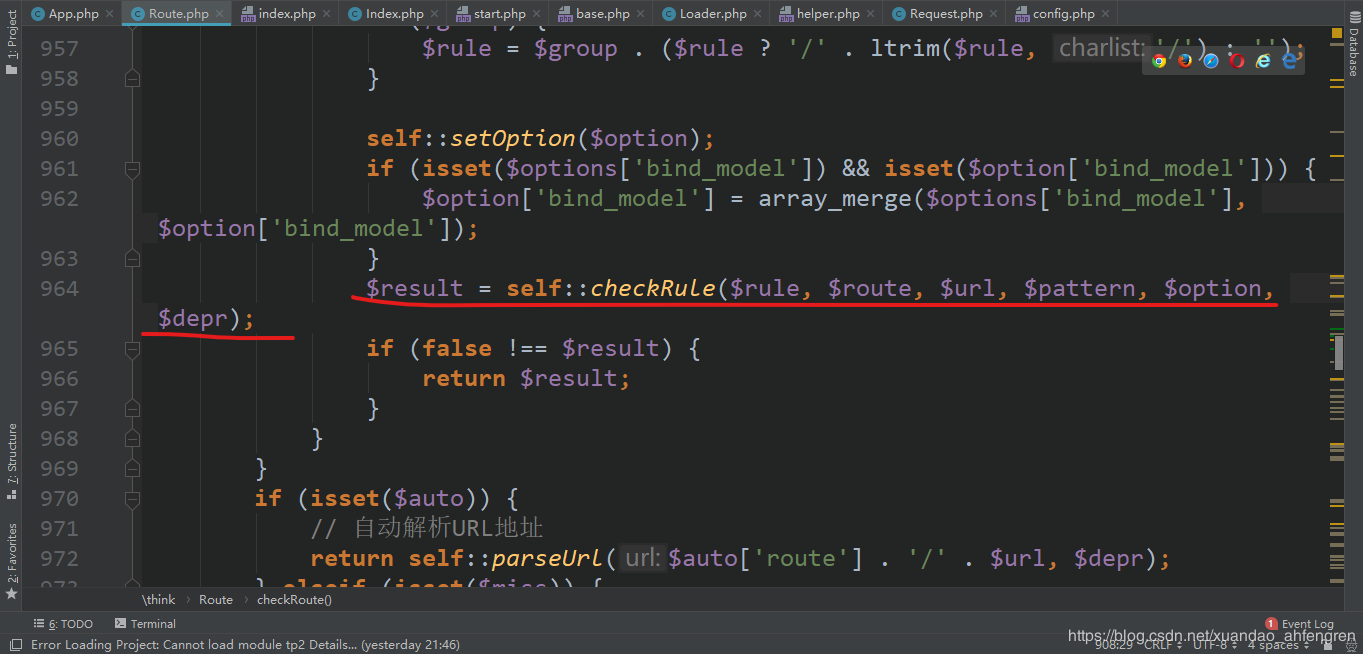 App.php
Route.php
index.php
Index.php
start.php
base.php
Loader.php
helper.php
Request.php
config.php
1: Project
7: Structure
2: Favorites
Database
957 $rule = $group . ($rule ? '/' . ltrim($rule, charlist: '/') : '');
958 }
959
960 self::setOption($option);
961 if (isset($options['bind_model']) && isset($option['bind_model'])) {
962 $option['bind_model'] = array_merge($options['bind_model'],
$option['bind_model']);
963 }
964 $result = self::checkRule($rule, $route, $url, $pattern, $option,
$depr);
965 if (false !== $result) {
966 return $result;
967 }
968 }
969 }
970 if (isset($auto)) {
971 // 自动解析URL地址
972 return self::parseUrl( url: $auto['route'] . '/' . $url, $depr);
973 } elseif (isset($miss)) {
\think › Route › checkRoute()
6: TODO Terminal 1 Event Log
Error Loading Project: Cannot load module tp2 Details... (yesterday 21:46) 908:29 CRLF UTF-8 4 spaces
https://blog.csdn.net/xuandao_ahfengren